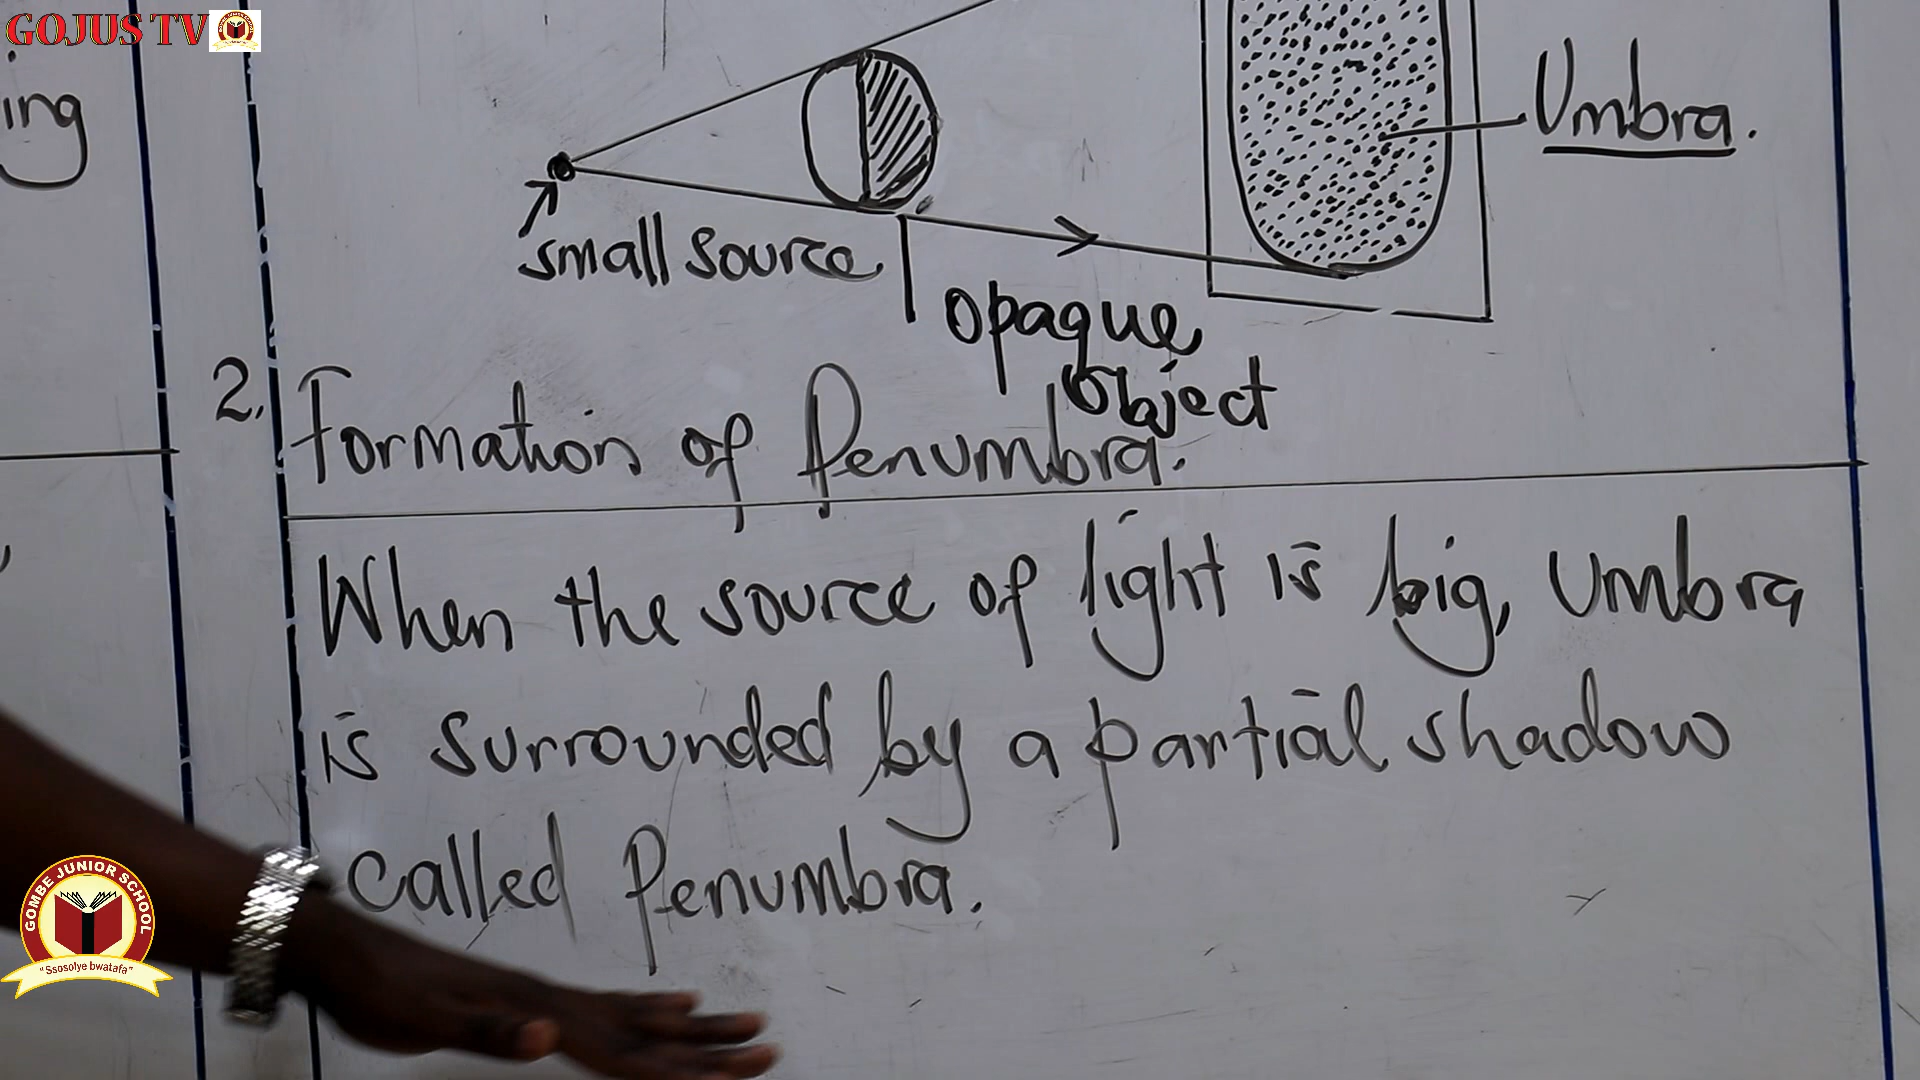 GOJUS TV
ing
Umbra.
small source
opaque
object
2. Formation of Penumbra.
When the source of light is big, Umbra
is surrounded by a partial shadow
called Penumbra.
GOMBE JUNIOR SCHOOL
"Ssosolye bwatafa"